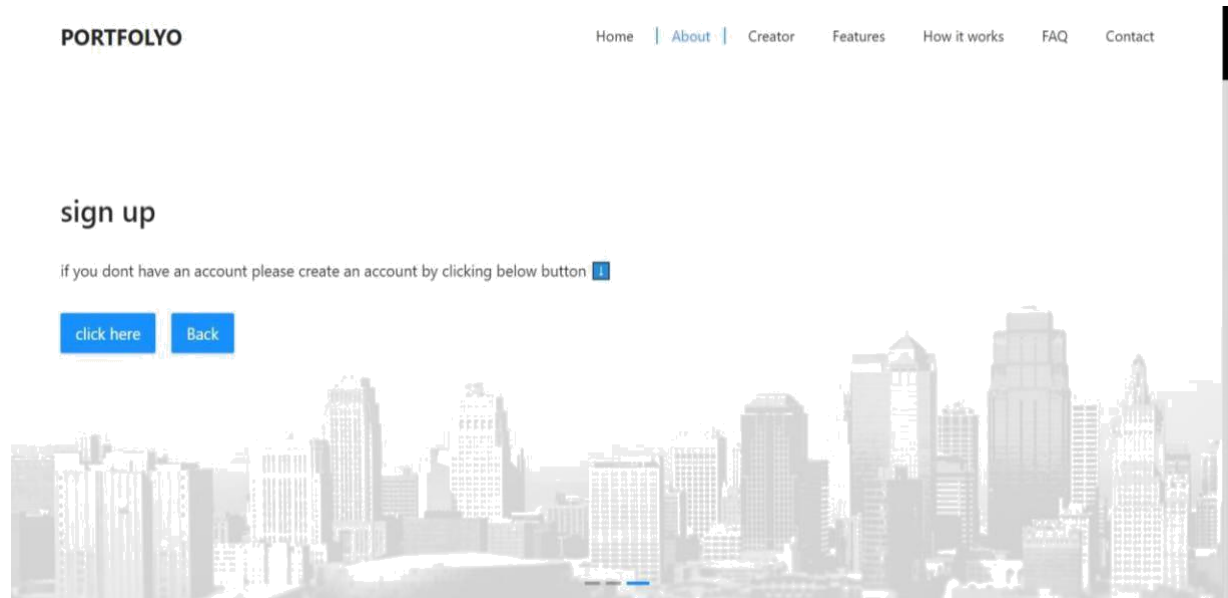 PORTFOLYO
Home About Creator Features How it works FAQ Contact
sign up
if you dont have an account please create an account by clicking below button ⬇
click here Back